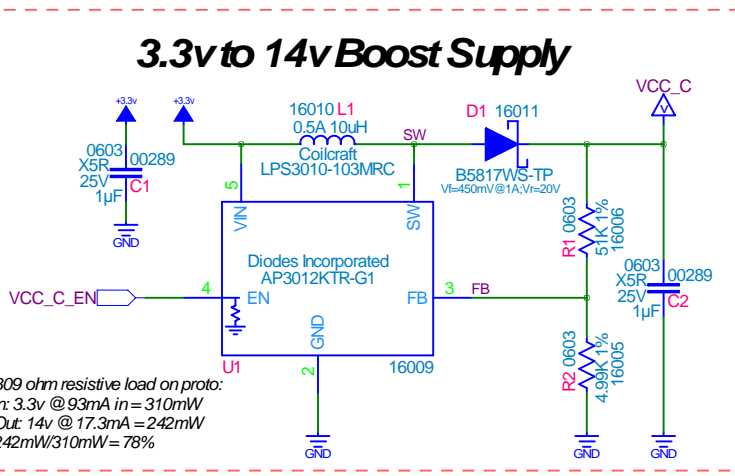 3.3v to 14v Boost Supply
VCC_C
+3.3v
+3.3v
16010 L1
0.5A 10uH
Coilcraft
LPS3010-103MRC
SW
D1 16011
B5817WS-TP
Vf=450mV@1A;Vr=20V
0603
X5R 00289
25V C1
1µF
GND
5
1
VIN
SW
Diodes Incorporated
AP3012KTR-G1
VCC_C_EN
4
EN
FB
3
FB
GND
U1
2
16009
GND
R1 0603
51K 1%
16006
R2 0603
4.99K 1%
16005
GND
0603
X5R 00289
25V C2
1µF
GND
809 ohm resistive load on proto:
n: 3.3v @ 93mA in = 310mW
Out: 14v @ 17.3mA = 242mW
242mW/310mW = 78%